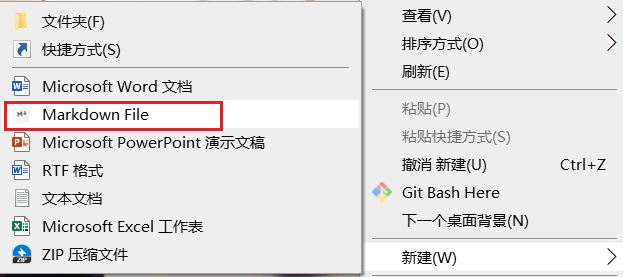 文件夹(F)
快捷方式(S)
Microsoft Word 文档
Markdown File
Microsoft PowerPoint 演示文稿
RTF 格式
文本文档
Microsoft Excel 工作表
ZIP 压缩文件
查看(V)
排序方式(O)
刷新(E)
粘贴(P)
粘贴快捷方式(S)
撤消 新建(U) Ctrl+Z
Git Bash Here
下一个桌面背景(N)
新建(W)